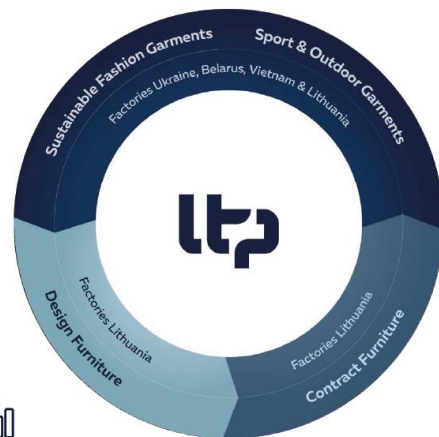 Sustainable Fashion Garments
Sport & Outdoor Garments
Factories Ukraine, Belarus, Vietnam & Lithuania
ltp
Factories Lithuania
Design Furniture
Factories Lithuania
Contract Furniture